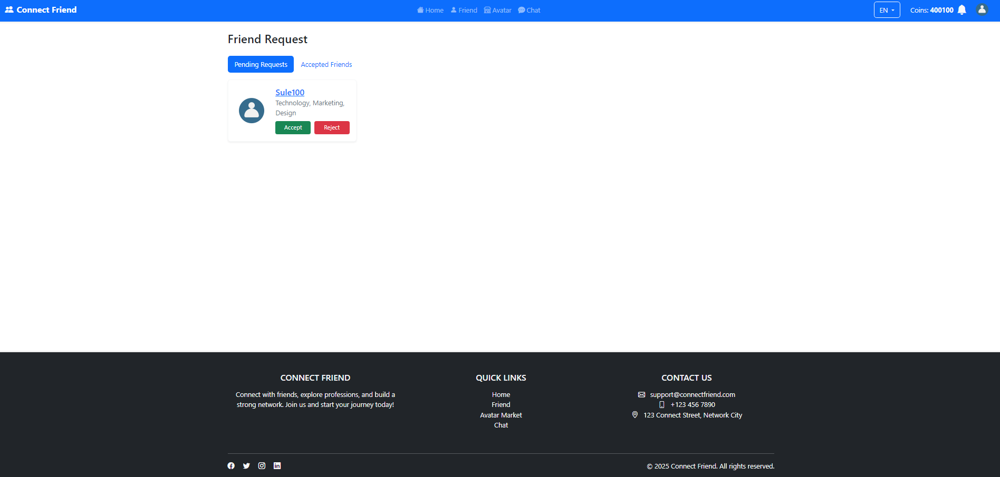 Connect Friend
Home Friend Avatar Chat
EN Coins: 400100
Friend Request
Pending Requests Accepted Friends
Sule100
Technology, Marketing,
Design
Accept Reject
CONNECT FRIEND
Connect with friends, explore professions, and build a
strong network. Join us and start your journey today!
QUICK LINKS
Home
Friend
Avatar Market
Chat
CONTACT US
support@connectfriend.com
+123 456 7890
123 Connect Street, Network City
© 2025 Connect Friend. All rights reserved.